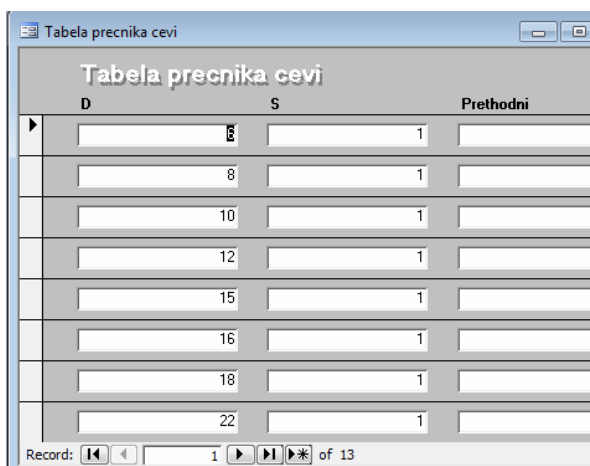 Tabela precnika cevi
Tabela precnika cevi
D S Prethodni
6 1
8 1
10 1
12 1
15 1
16 1
18 1
22 1
Record: 1 of 13